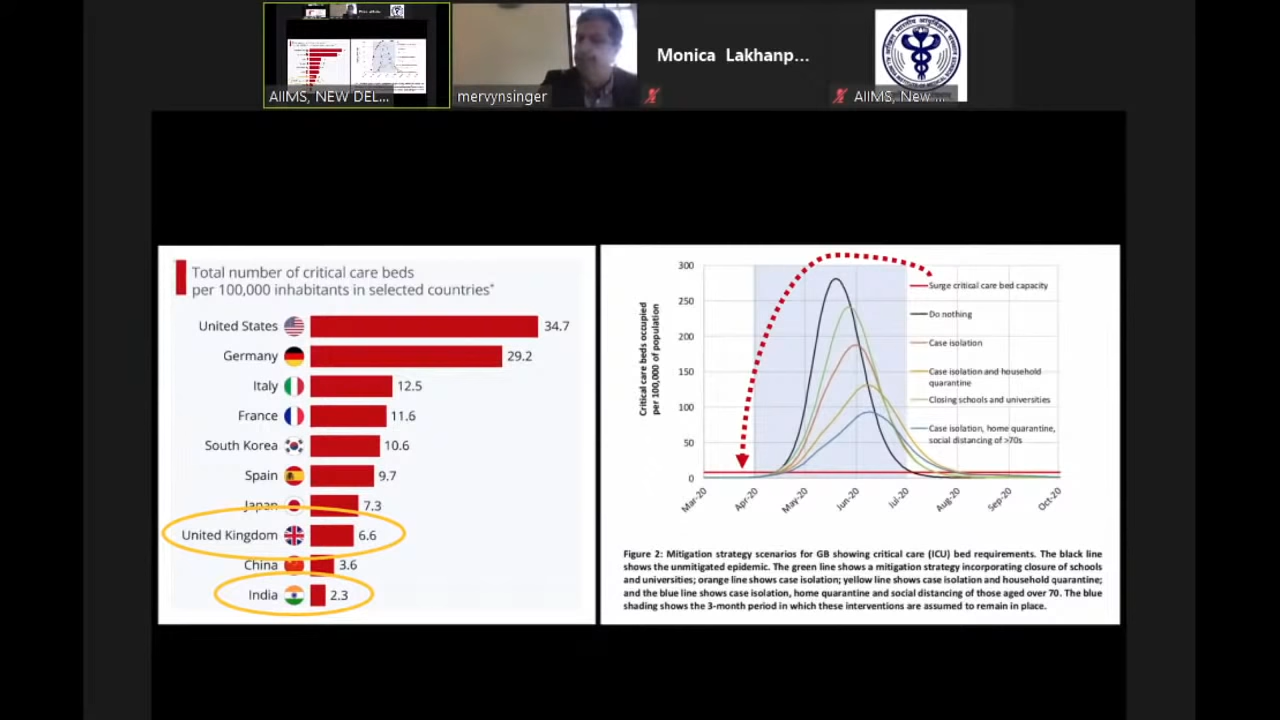 AIIMS, NEW DEL...
mervynsinger
Monica Lakhanp...
AIIMS, New ...
Total number of critical care beds
per 100,000 inhabitants in selected countries*
United States 34.7
Germany 29.2
Italy 12.5
France 11.6
South Korea 10.6
Spain 9.7
Japan 7.3
United Kingdom 6.6
China 3.6
India 2.3
Critical care beds occupied
per 100,000 of population
300
250
200
150
100
50
0
Mar-20
Apr-20
May-20
Jun-20
Jul-20
Aug-20
Sep-20
Oct-20
Surge critical care bed capacity
Do nothing
Case isolation
Case isolation and household
quarantine
Closing schools and universities
Case isolation, home quarantine,
social distancing of >70s
Figure 2: Mitigation strategy scenarios for GB showing critical care (ICU) bed requirements. The black line
shows the unmitigated epidemic. The green line shows a mitigation strategy incorporating closure of schools
and universities; orange line shows case isolation; yellow line shows case isolation and household quarantine;
and the blue line shows case isolation, home quarantine and social distancing of those aged over 70. The blue
shading shows the 3-month period in which these interventions are assumed to remain in place.